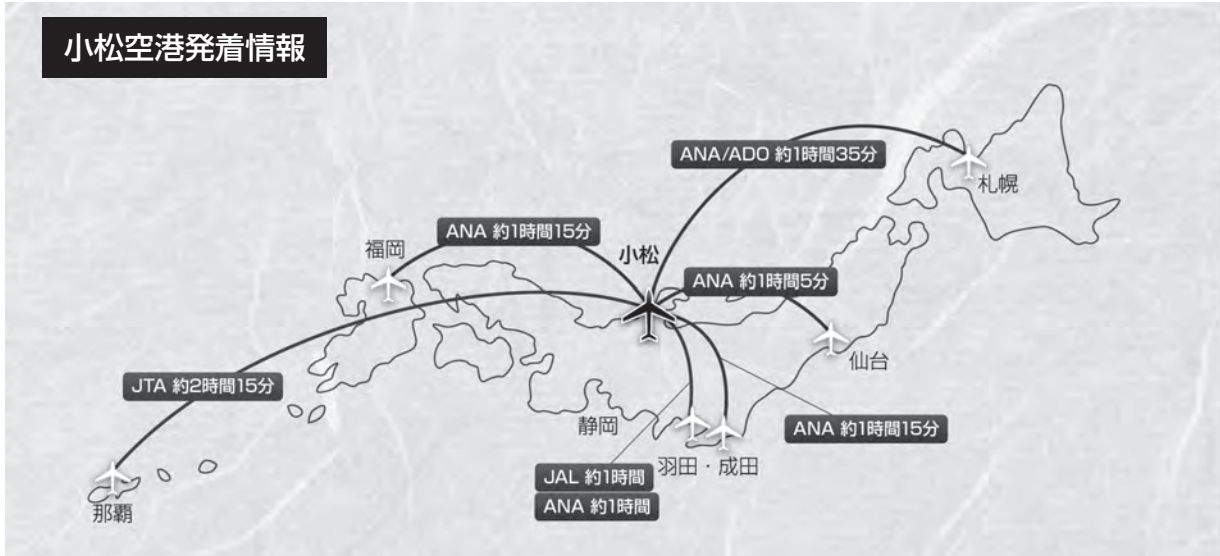 小松空港発着情報
ANA/ADO 約1時間35分
札幌
ANA 約1時間15分
福岡
小松
ANA 約1時間5分
仙台
JTA 約2時間15分
静岡
ANA 約1時間15分
羽田・成田
JAL 約1時間
ANA 約1時間
那覇